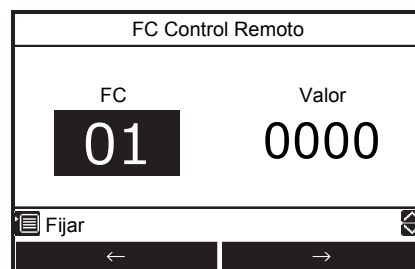 FC Control Remoto
FC Valor
01 0000
Fijar
← →